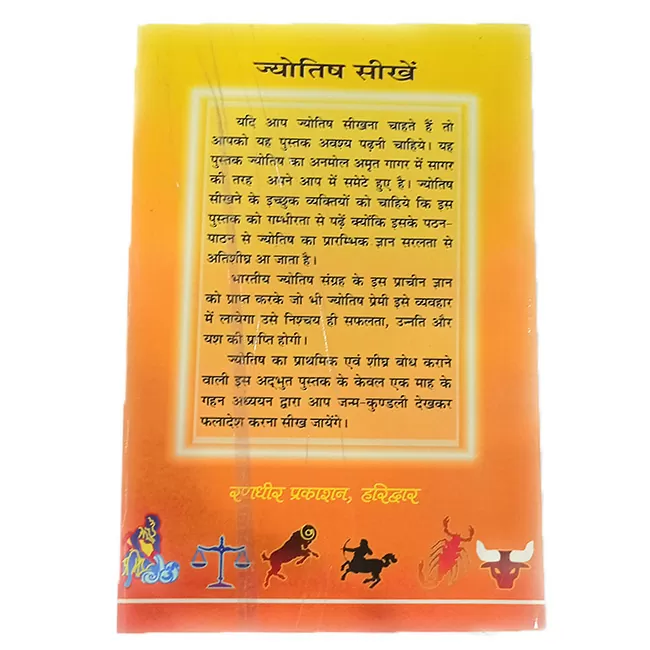 ज्योतिष सीखें
यदि आप ज्योतिष सीखना चाहते हैं तो
आपको यह पुस्तक अवश्य पढ़नी चाहिये। यह
पुस्तक ज्योतिष का अनमोल अमृत गागर में सागर
की तरह अपने आप में समेटे हुए है। ज्योतिष
सीखने के इच्छुक व्यक्तियों को चाहिये कि इस
पुस्तक को गम्भीरता से पढ़ें क्योंकि इसके पठन-
पाठन से ज्योतिष का प्रारम्भिक ज्ञान सरलता से
अतिशीघ्र आ जाता है।
भारतीय ज्योतिष संग्रह के इस प्राचीन ज्ञान
को प्राप्त करके जो भी ज्योतिष प्रेमी इसे व्यवहार
में लायेगा उसे निश्चय ही सफलता, उन्नति और
यश की प्राप्ति होगी।
ज्योतिष का प्राथमिक एवं शीघ्र बोध कराने
वाली इस अद्भुत पुस्तक के केवल एक माह के
गहन अध्ययन द्वारा आप जन्म-कुण्डली देखकर
फलादेश करना सीख जायेंगे।
रणधीर प्रकाशन, हरिद्वार